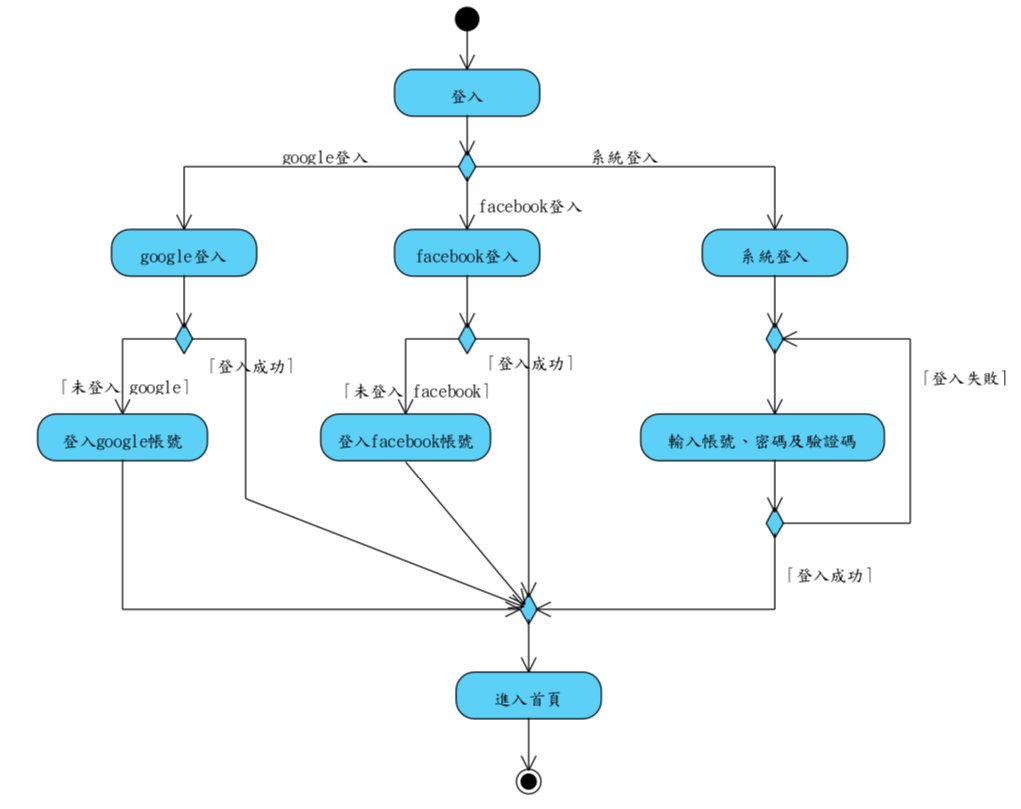 登入
google登入
系統登入
facebook登入
google登入
facebook登入
系統登入
「登入成功」
「登入成功」
「登入失敗」
「未登入 google」
「未登入 facebook」
登入google帳號
登入facebook帳號
輸入帳號、密碼及驗證碼
「登入成功」
進入首頁